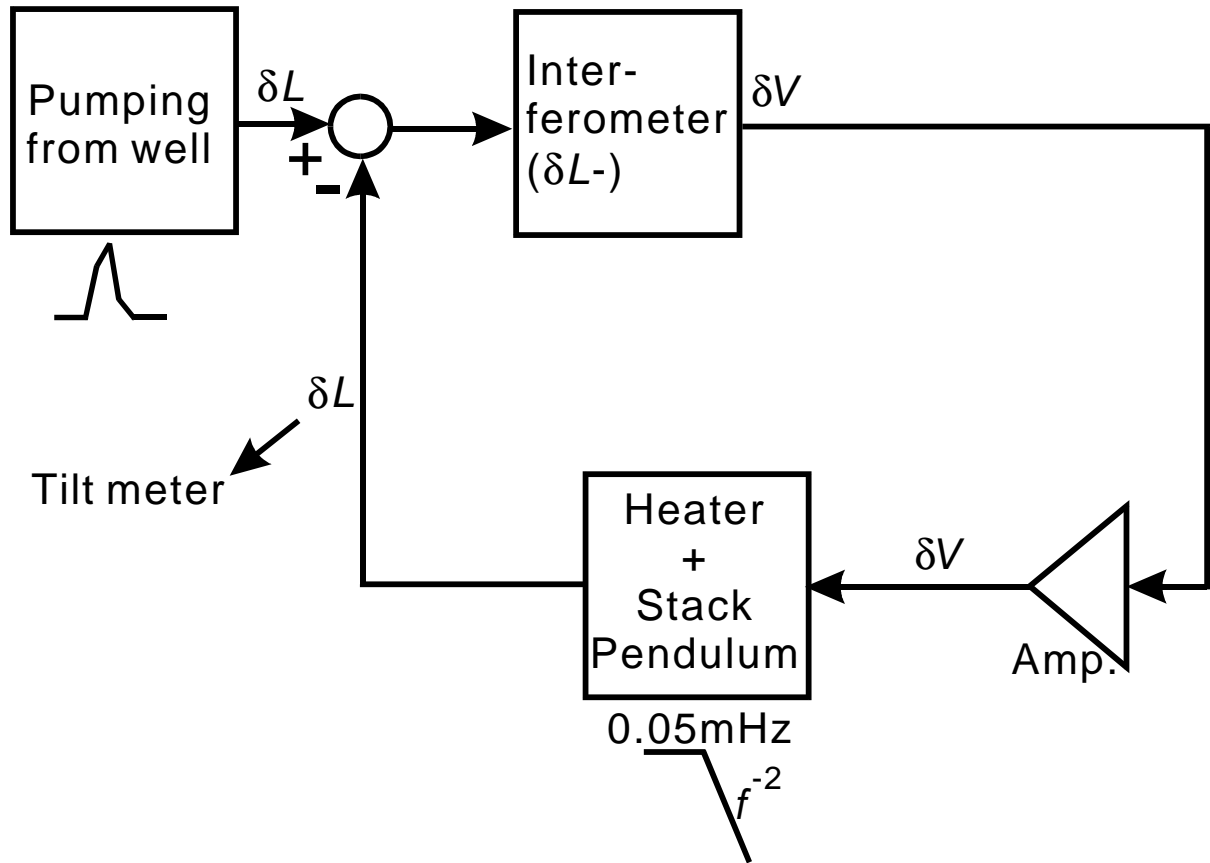 Pumping
from well
δL
+
-
Inter-
ferometer
(δL-)
δV
δL
Tilt meter
Heater
+
Stack
Pendulum
δV
Amp.
0.05mHz
f-2